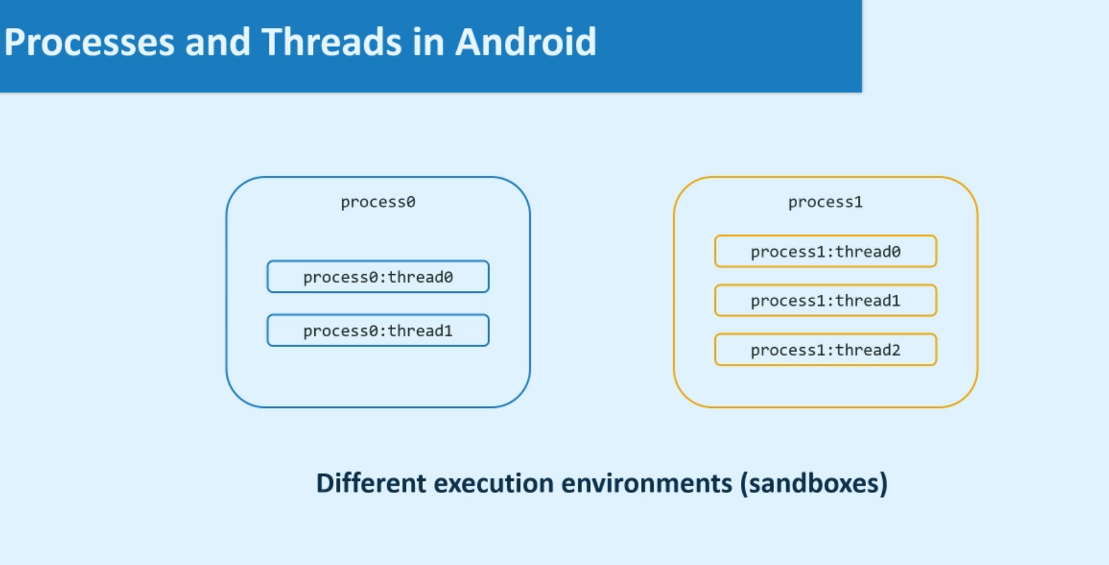 Processes and Threads in Android
process0
process0:thread0
process0:thread1
process1
process1:thread0
process1:thread1
process1:thread2
Different execution environments (sandboxes)